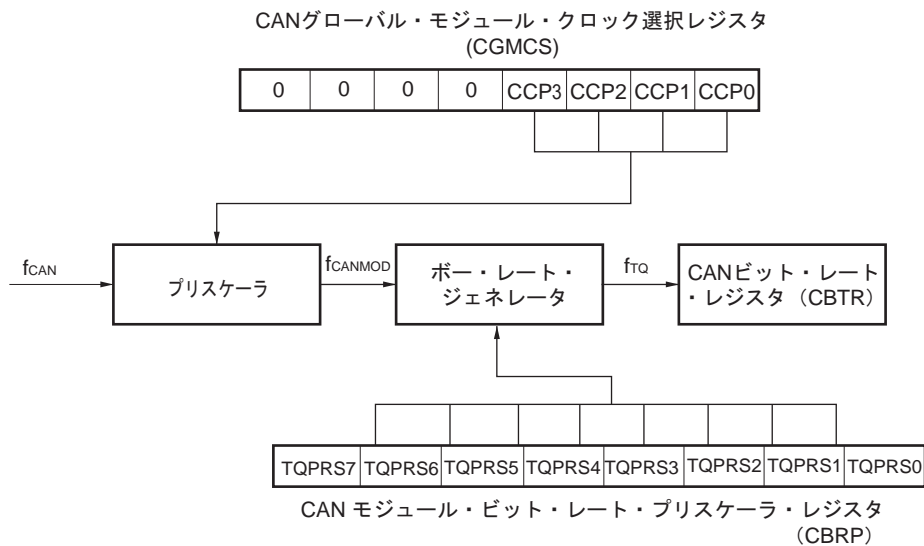 CANグローバル・モジュール・クロック選択レジスタ
(CGMCS)
0 0 0 0 CCP3 CCP2 CCP1 CCP0
fCAN
プリスケーラ
fCANMOD
ボー・レート・
ジェネレータ
fTQ
CANビット・レート
・レジスタ（CBTR）
TQPRS7 TQPRS6 TQPRS5 TQPRS4 TQPRS3 TQPRS2 TQPRS1 TQPRS0
CAN モジュール・ビット・レート・プリスケーラ・レジスタ
（CBRP）